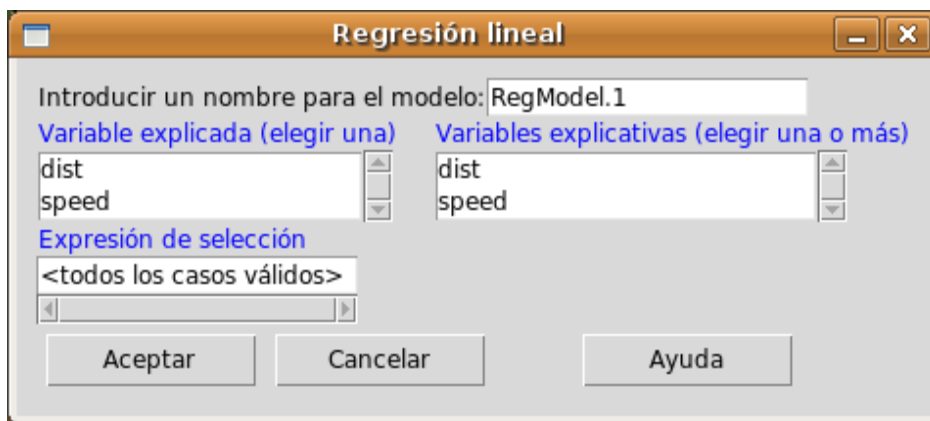 Regresión lineal
Introducir un nombre para el modelo: RegModel.1
Variable explicada (elegir una) Variables explicativas (elegir una o más)
dist dist
speed speed
Expresión de selección
<todos los casos válidos>
Aceptar Cancelar Ayuda